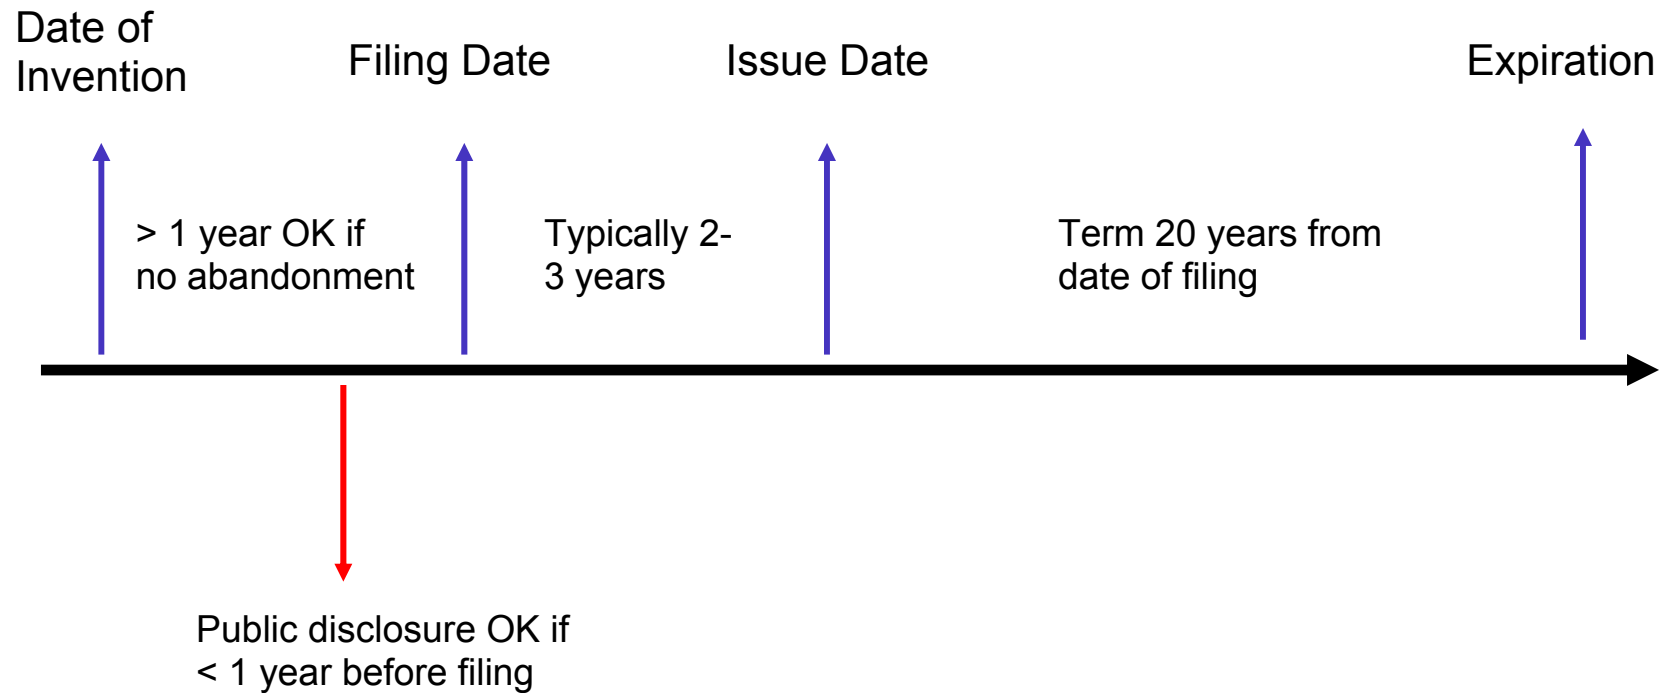 Date of
Invention
Filing Date
Issue Date
Expiration
> 1 year OK if
no abandonment
Typically 2-
3 years
Term 20 years from
date of filing
Public disclosure OK if
< 1 year before filing